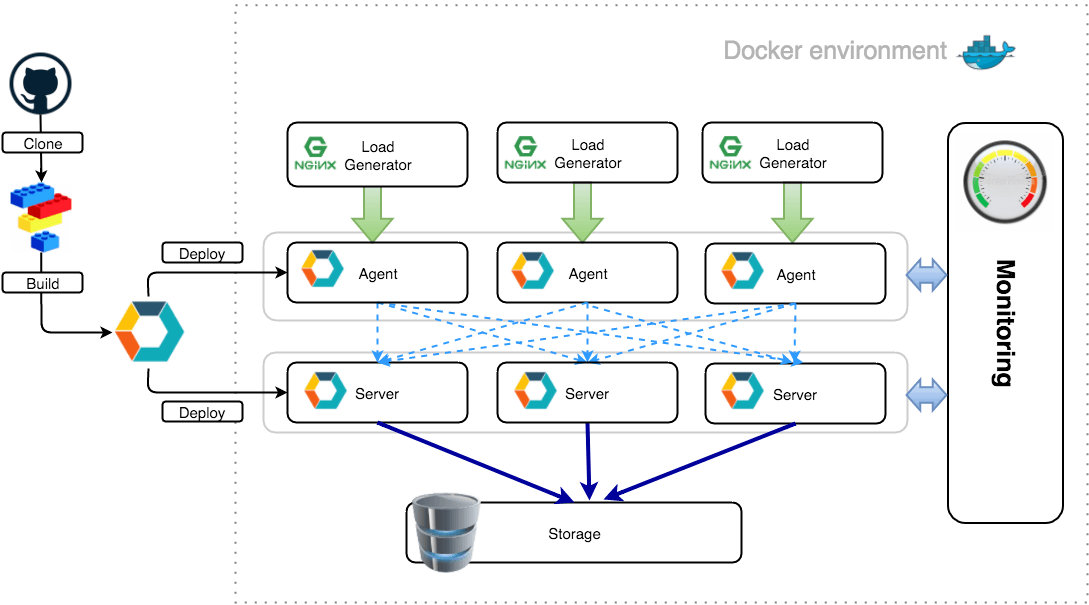 Docker environment
Clone
Build
Deploy
Deploy
NGINX
Load
Generator
NGINX
Load
Generator
NGINX
Load
Generator
Agent
Agent
Agent
Server
Server
Server
Storage
Monitoring